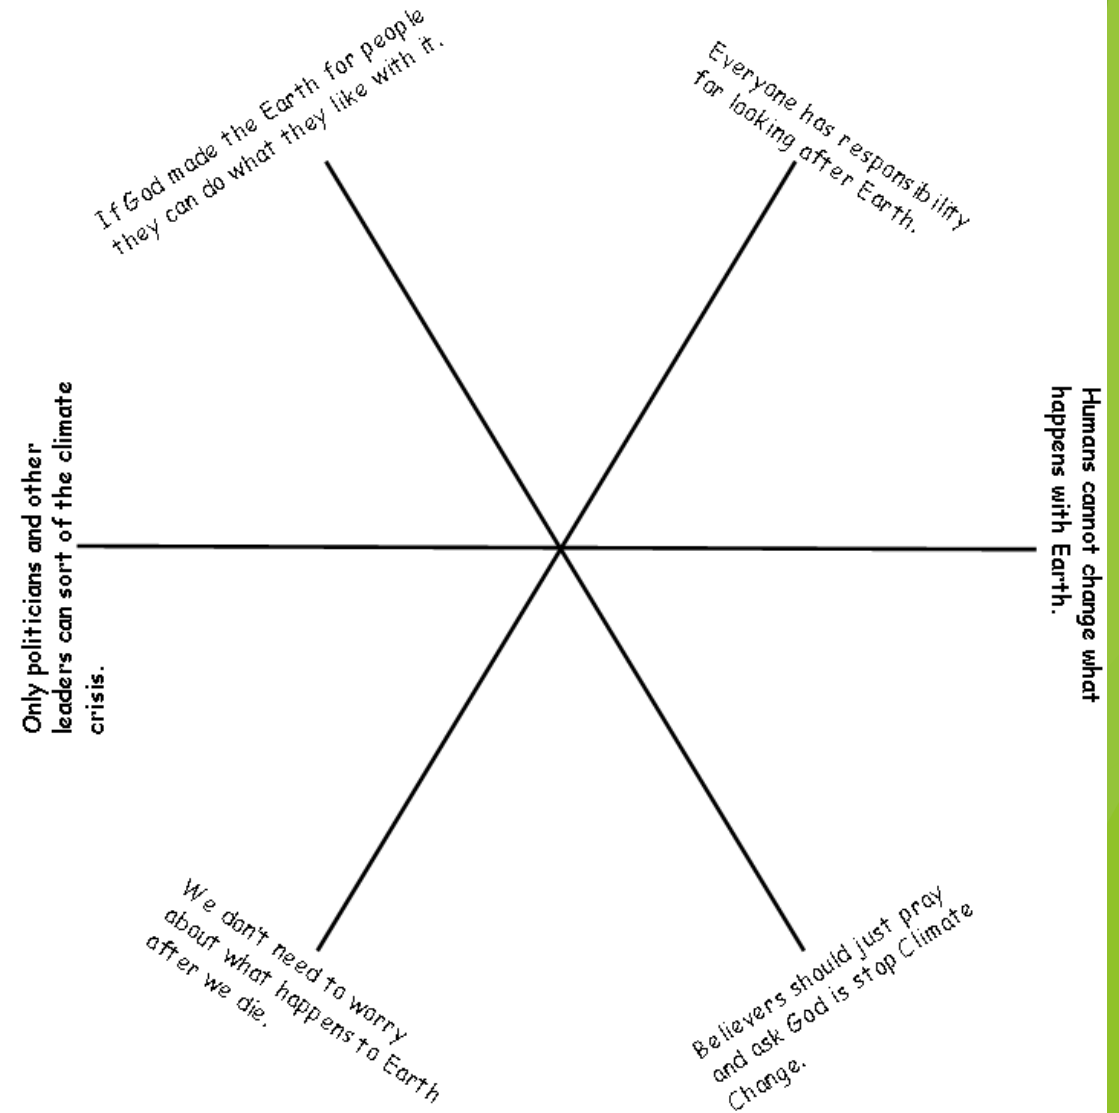 If God made the Earth for people
they can do what they like with it.
Everyone has responsibility
for looking after Earth.
Humans cannot change what
happens with Earth.
Believers should just pray
and ask God is stop Climate
Change.
We don't need to worry
about what happens to Earth
after we die.
Only politicians and other
leaders can sort of the climate
crisis.